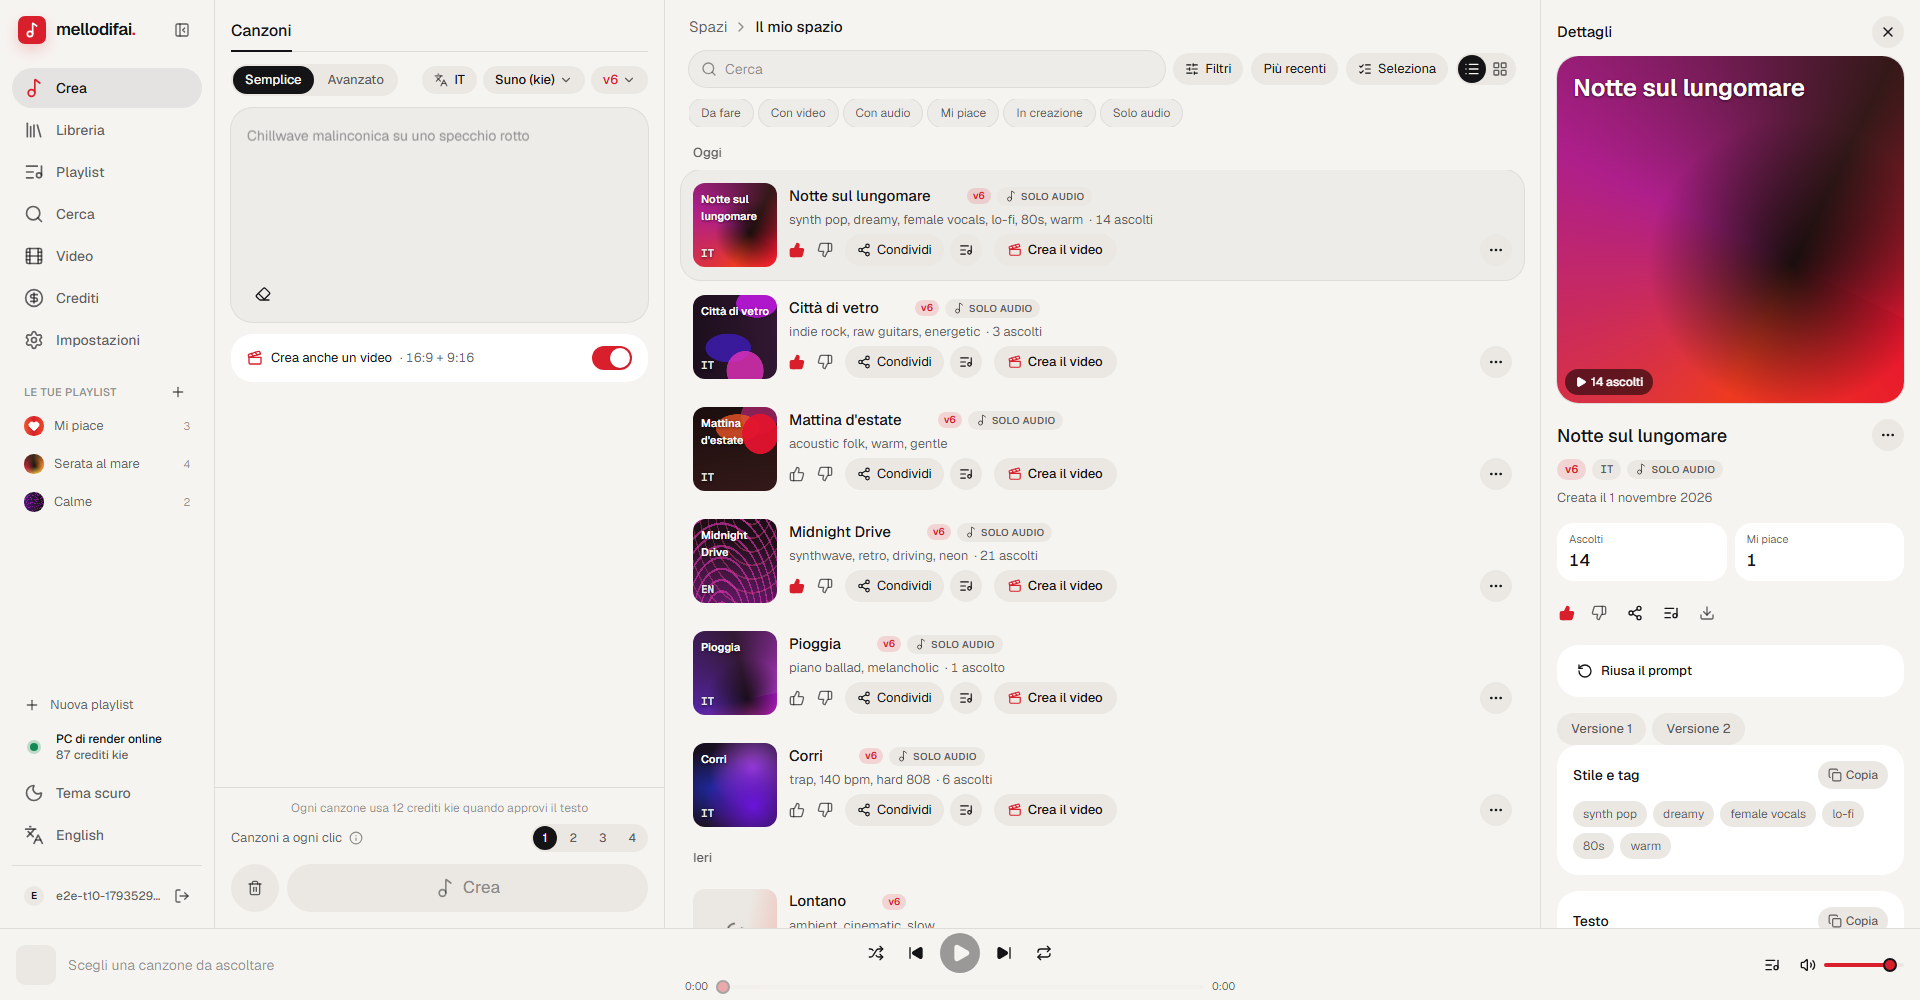 mellodifai.
Crea
Libreria
Playlist
Cerca
Video
Crediti
Impostazioni
LE TUE PLAYLIST
Mi piace 3
Serata al mare 4
Calme 2
Nuova playlist
PC di render online
87 crediti kie
Tema scuro
English
E e2e-t10-1793529...
Canzoni
Semplice Avanzato IT Suno (kie) v6
Chillwave malinconica su uno specchio rotto
Crea anche un video · 16:9 + 9:16
Ogni canzone usa 12 crediti kie quando approvi il testo
Canzoni a ogni clic 1 2 3 4
Crea
Spazi > Il mio spazio
Cerca Filtri Più recenti Seleziona
Da fare Con video Con audio Mi piace In creazione Solo audio
Oggi
Notte sul lungomare IT
Notte sul lungomare v6 SOLO AUDIO
synth pop, dreamy, female vocals, lo-fi, 80s, warm · 14 ascolti
Condividi Crea il video
Città di vetro IT
Città di vetro v6 SOLO AUDIO
indie rock, raw guitars, energetic · 3 ascolti
Condividi Crea il video
Mattina d'estate IT
Mattina d'estate v6 SOLO AUDIO
acoustic folk, warm, gentle
Condividi Crea il video
Midnight Drive EN
Midnight Drive v6 SOLO AUDIO
synthwave, retro, driving, neon · 21 ascolti
Condividi Crea il video
Pioggia IT
Pioggia v6 SOLO AUDIO
piano ballad, melancholic · 1 ascolto
Condividi Crea il video
Corri IT
Corri v6 SOLO AUDIO
trap, 140 bpm, hard 808 · 6 ascolti
Condividi Crea il video
Ieri
Lontano v6
ambient, cinematic, slow
Dettagli
Notte sul lungomare
14 ascolti
Notte sul lungomare
v6 IT SOLO AUDIO
Creata il 1 novembre 2026
Ascolti Mi piace
14 1
Riusa il prompt
Versione 1 Versione 2
Stile e tag Copia
synth pop dreamy female vocals lo-fi
80s warm
Testo Copia
Scegli una canzone da ascoltare
0:00 0:00